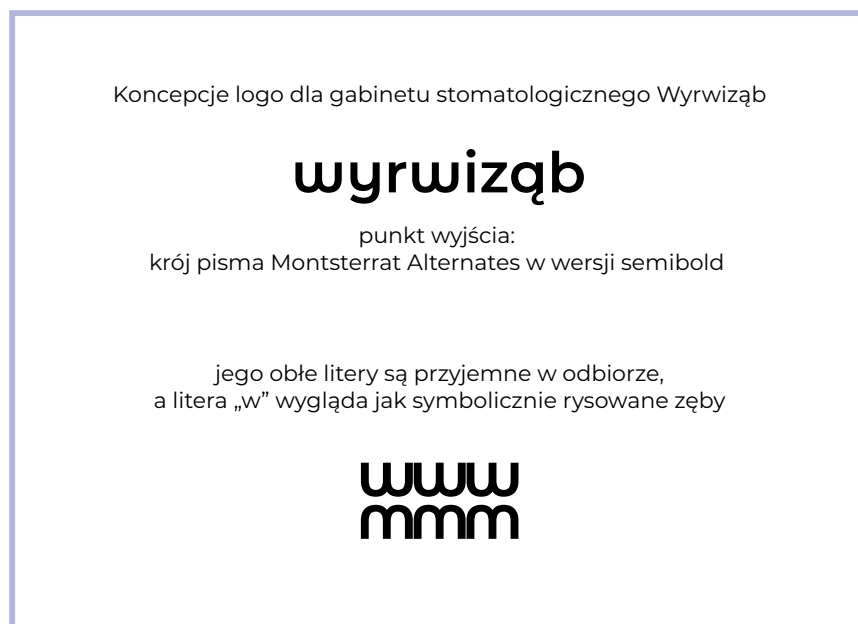 Koncepcje logo dla gabinetu stomatologicznego Wyrwiząb
wyrwiząb
punkt wyjścia:
krój pisma Montsterrat Alternates w wersji semibold
jego obłe litery są przyjemne w odbiorze,
a litera „w” wygląda jak symbolicznie rysowane zęby
www
mmm